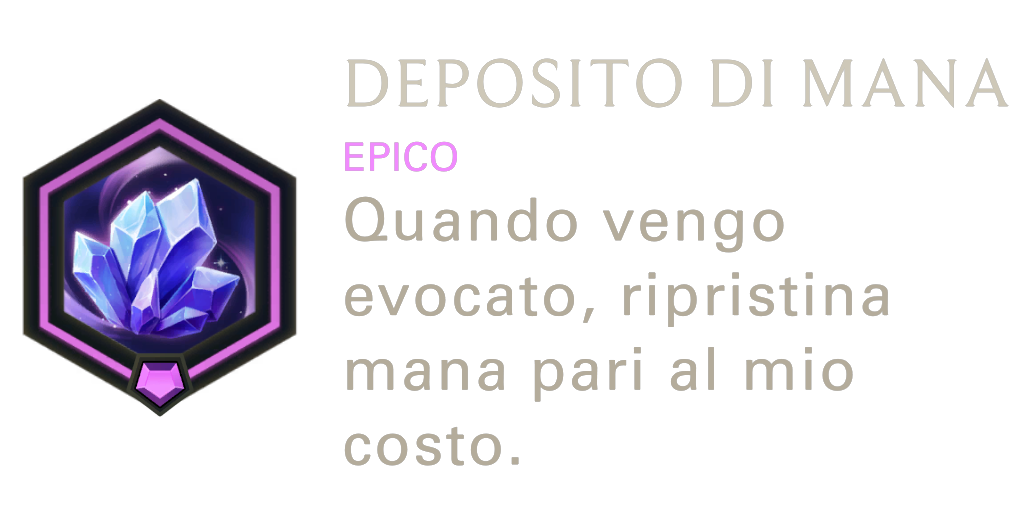 DEPOSITO DI MANA
EPICO
Quando vengo
evocato, ripristina
mana pari al mio
costo.